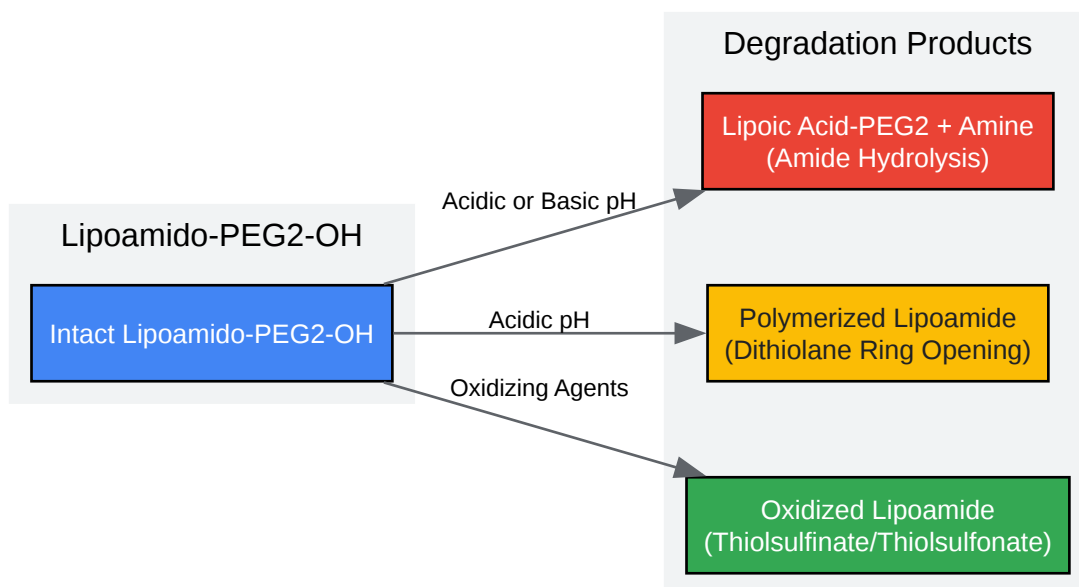 Degradation Products
Lipoic Acid-PEG2 + Amine
(Amide Hydrolysis)
Acidic or Basic pH
Lipoamido-PEG2-OH
Intact Lipoamido-PEG2-OH
Acidic pH
Polymerized Lipoamide
(Dithiolane Ring Opening)
Oxidizing Agents
Oxidized Lipoamide
(Thiolsulfinate/Thiolsulfonate)